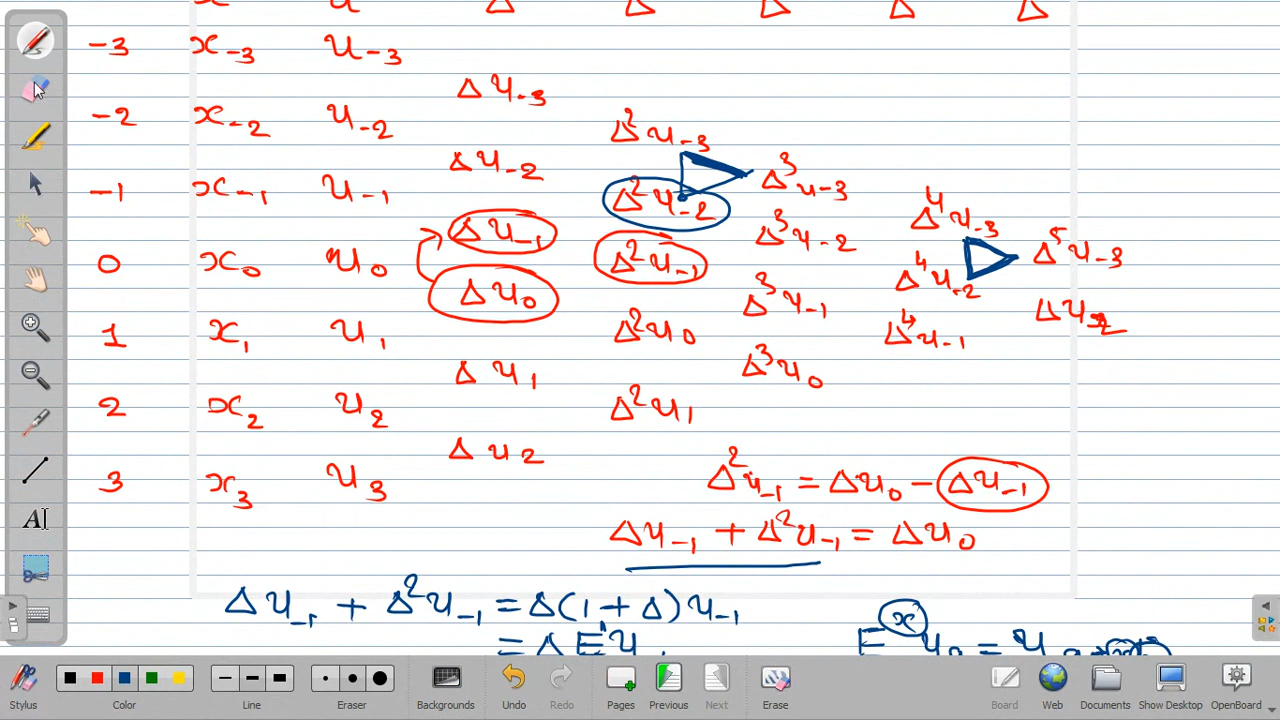 x u Δ Δ Δ Δ Δ
-3 x₋₃ u₋₃
Δu₋₃
-2 x₋₂ u₋₂ Δ²u₋₃
Δu₋₂ Δ³u₋₃
-1 x₋₁ u₋₁ Δ²u₋₂ Δ⁴u₋₃
Δu₋₁ Δ³u₋₂ Δ⁵u₋₃
0 x₀ u₀ Δ²u₋₁ Δ⁴u₋₂
Δu₀ Δ³u₋₁ Δu₋₂
1 x₁ u₁ Δ²u₀ Δ⁴u₋₁
Δu₁ Δ³u₀
2 x₂ u₂ Δ²u₁
Δu₂
3 x₃ u₃ Δ²u₋₁ = Δu₀ - Δu₋₁
Δu₋₁ + Δ²u₋₁ = Δu₀
Δu₋₁ + Δ²u₋₁ = Δ(1+Δ)u₋₁
= ΔE¹u
Stylus Color Line Eraser Backgrounds Undo Redo Pages Previous Next Erase Board Web Documents Show Desktop OpenBoard